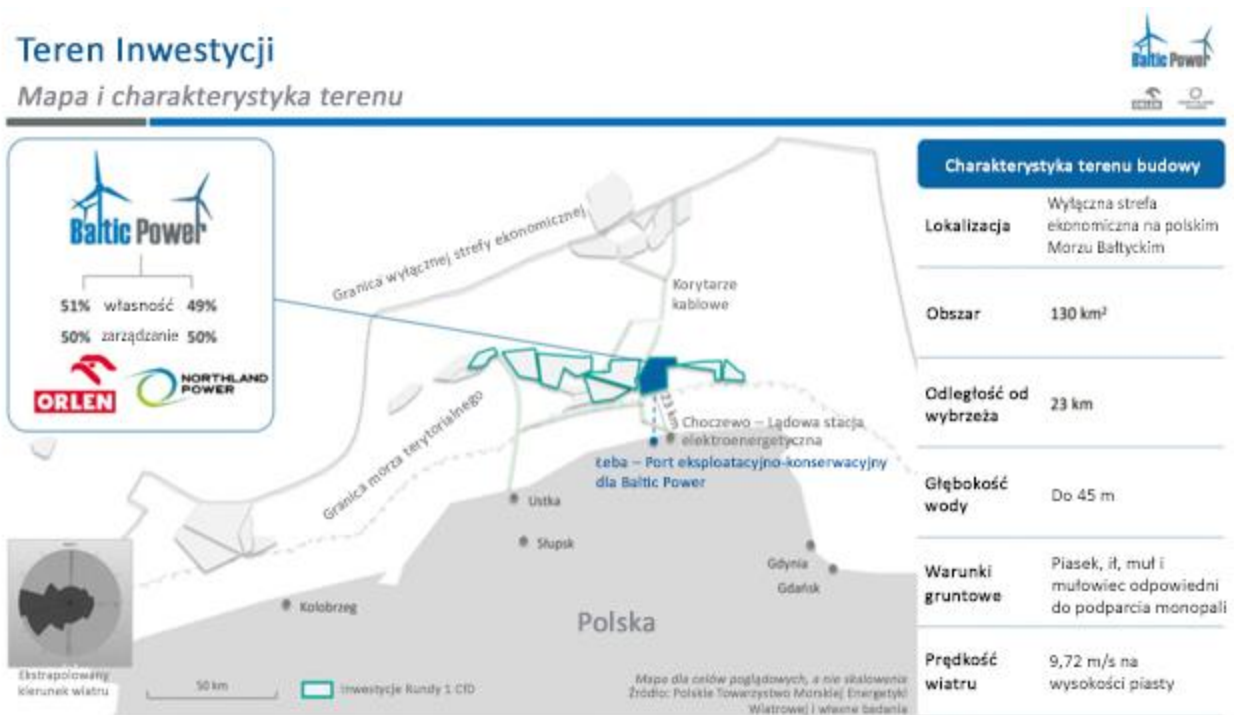 Teren Inwestycji
Mapa i charakterystyka terenu
Baltic Power
ORLEN
Baltic Power
51% własność 49%
50% zarządzanie 50%
ORLEN
NORTHLAND
POWER
Granica wyłącznej strefy ekonomicznej
Korytarze
kablowe
Granica morza terytorialnego
23 km
Choczewo – Lądowa stacja
elektroenergetyczna
Łeba – Port eksploatacyjno-konserwacyjny
dla Baltic Power
Ustka
Słupsk
Kolobrzeg
Gdynia
Gdańsk
Polska
Ekstrapolowany
kierunek wiatru
50 km
Inwestycje Rundy 1 CfD
Mapa dla celów poglądowych, a nie skalowania
Źródło: Polskie Towarzystwo Morskiej Energetyki
Wiatrowej i własne badania
Charakterystyka terenu budowy
Lokalizacja
Wyłączna strefa
ekonomiczna na polskim
Morzu Bałtyckim
Obszar
130 km²
Odległość od
wybrzeża
23 km
Głębokość
wody
Do 45 m
Warunki
gruntowe
Piasek, ił, muł i
mułowiec odpowiedni
do podparcia monopali
Prędkość
wiatru
9,72 m/s na
wysokości piasty